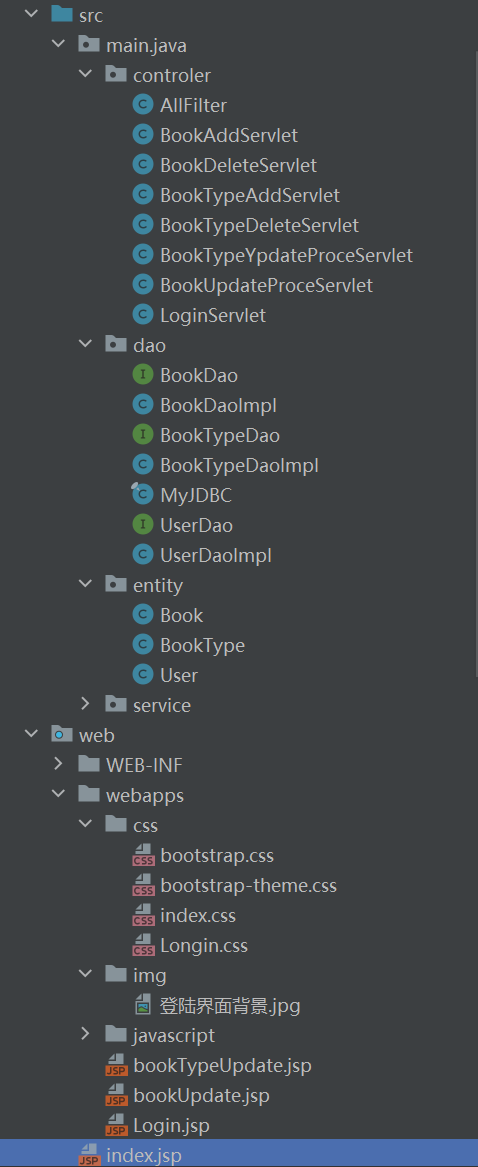 src
main.java
controler
AllFilter
BookAddServlet
BookDeleteServlet
BookTypeAddServlet
BookTypeDeleteServlet
BookTypeYpdateProceServlet
BookUpdateProceServlet
LoginServlet
dao
BookDao
BookDaoImpl
BookTypeDao
BookTypeDaoImpl
MyJDBC
UserDao
UserDaoImpl
entity
Book
BookType
User
service
web
WEB-INF
webapps
css
bootstrap.css
bootstrap-theme.css
index.css
Longin.css
img
登陆界面背景.jpg
javascript
bookTypeUpdate.jsp
bookUpdate.jsp
Login.jsp
index.jsp